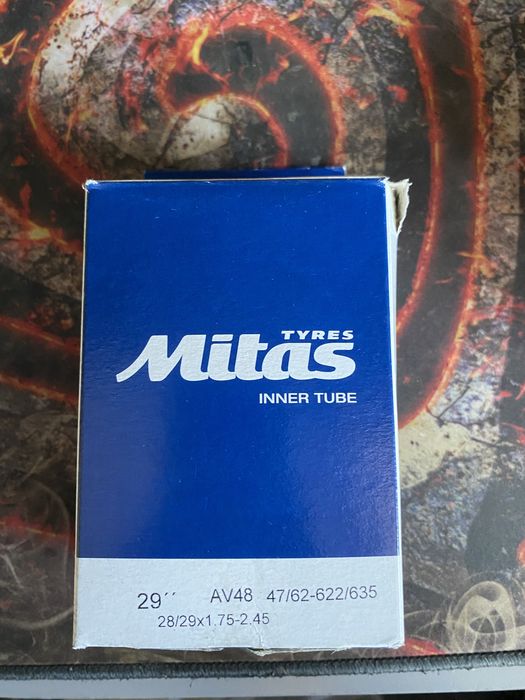 TYRES
Mitas
INNER TUBE
29´´ AV48 47/62-622/635
28/29x1.75-2.45